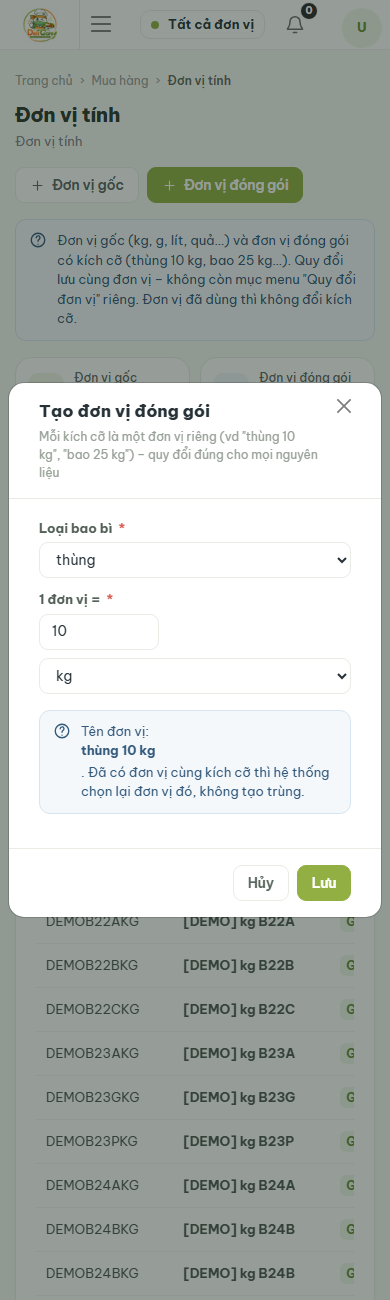 Tất cả đơn vị
0
U
Trang chủ > Mua hàng > Đơn vị tính
Đơn vị tính
Đơn vị tính
+ Đơn vị gốc
+ Đơn vị đóng gói
Đơn vị gốc (kg, g, lít, quả...) và đơn vị đóng gói
có kích cỡ (thùng 10 kg, bao 25 kg...). Quy đổi
lưu cùng đơn vị – không còn mục menu "Quy đổi
đơn vị" riêng. Đơn vị đã dùng thì không đổi kích
cỡ.
Đơn vị gốc
Đơn vị đóng gói
Tạo đơn vị đóng gói
Mỗi kích cỡ là một đơn vị riêng (vd "thùng 10
kg", "bao 25 kg") – quy đổi đúng cho mọi nguyên
liệu
Loại bao bì *
thùng
1 đơn vị = *
10
kg
Tên đơn vị:
thùng 10 kg
. Đã có đơn vị cùng kích cỡ thì hệ thống
chọn lại đơn vị đó, không tạo trùng.
Hủy
Lưu
DEMOB22AKG [DEMO] kg B22A G
DEMOB22BKG [DEMO] kg B22B G
DEMOB22CKG [DEMO] kg B22C G
DEMOB23AKG [DEMO] kg B23A G
DEMOB23GKG [DEMO] kg B23G G
DEMOB23PKG [DEMO] kg B23P G
DEMOB24AKG [DEMO] kg B24A G
DEMOB24BKG [DEMO] kg B24B G
DEMOB24BKG [DEMO] kg B24B G